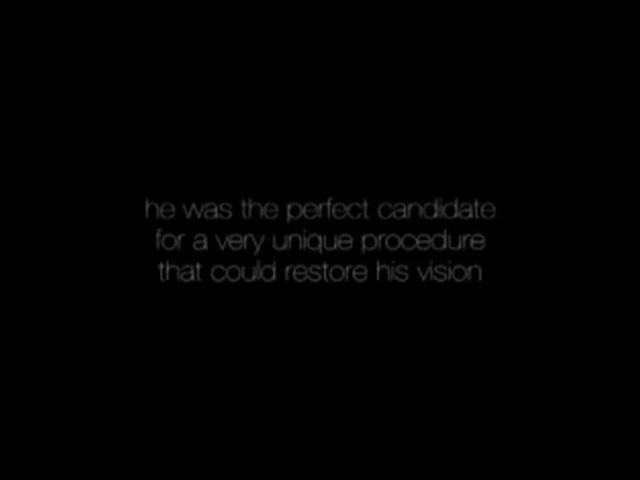 he was the perfect candidate
for a very unique procedure
that could restore his vision